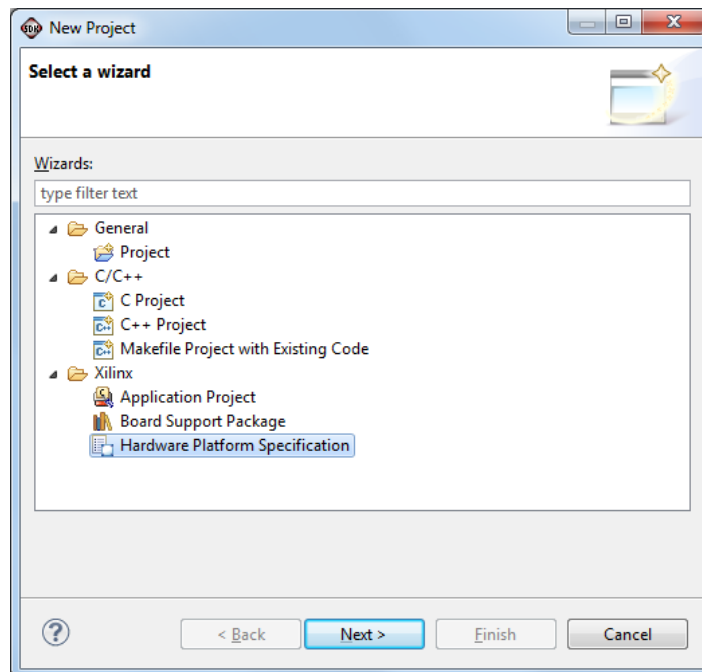 SDK New Project
Select a wizard
Wizards:
type filter text
General
Project
C/C++
C Project
C++ Project
Makefile Project with Existing Code
Xilinx
Application Project
Board Support Package
Hardware Platform Specification
? < Back Next > Finish Cancel